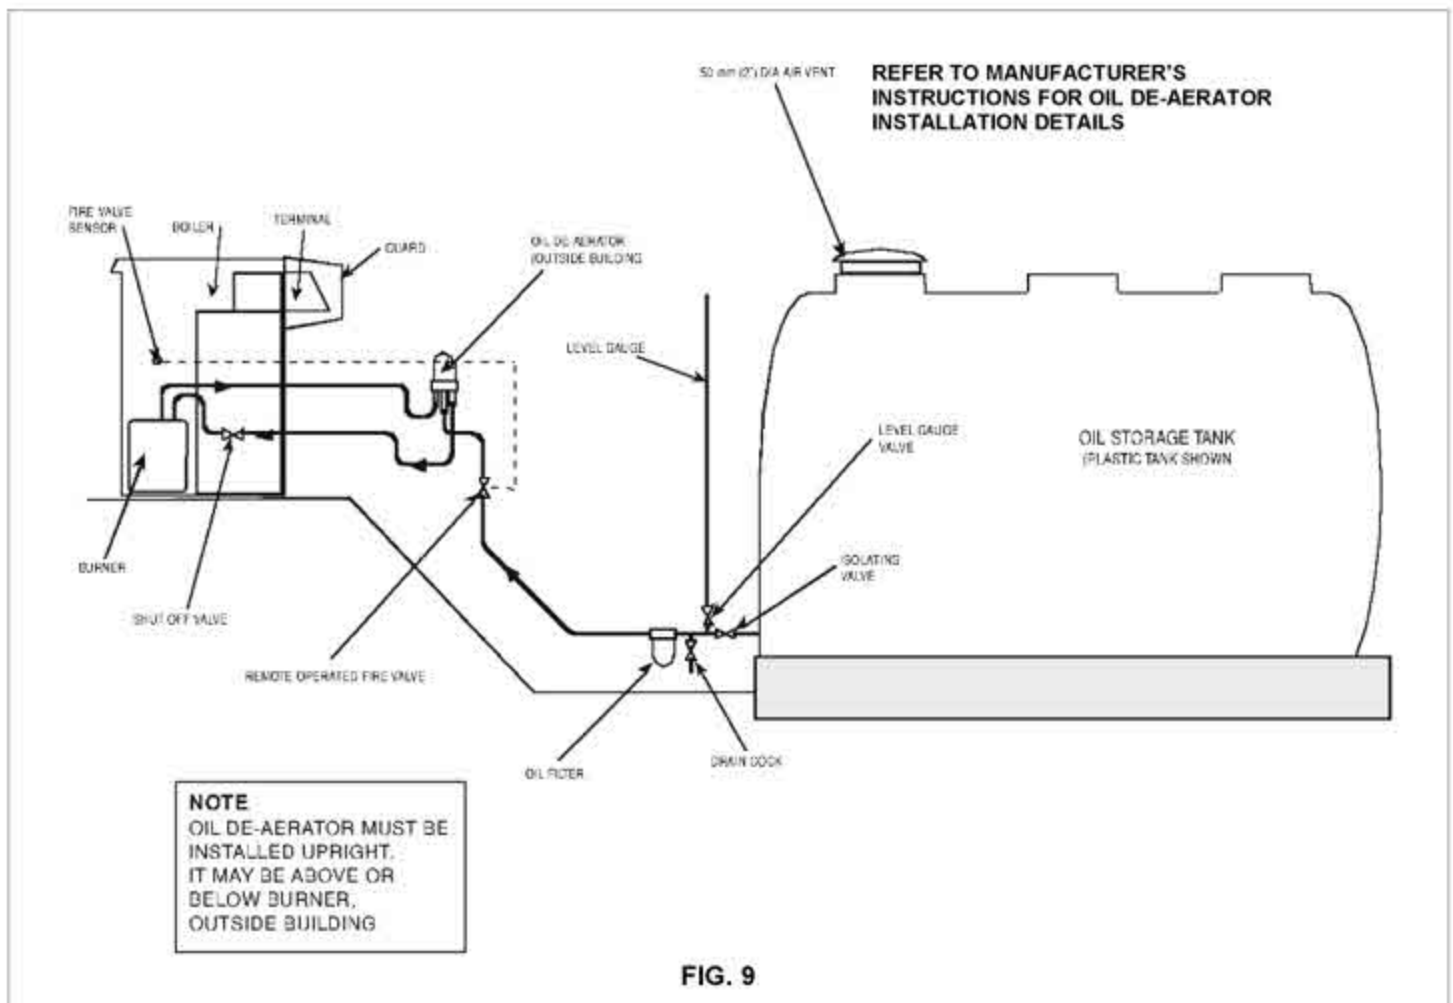 50 mm (2") DIA AIR VENT
REFER TO MANUFACTURER'S
INSTRUCTIONS FOR OIL DE-AERATOR
INSTALLATION DETAILS
FIRE VALVE
SENSOR
BOILER
TERMINAL
GUARD
OIL DE-AERATOR
(OUTSIDE BUILDING
LEVEL GAUGE
LEVEL GAUGE
VALVE
OIL STORAGE TANK
(PLASTIC TANK SHOWN
ISOLATING
VALVE
BURNER
SHUT OFF VALVE
REMOTE OPERATED FIRE VALVE
OIL FILTER
DRAIN COCK
NOTE
OIL DE-AERATOR MUST BE
INSTALLED UPRIGHT.
IT MAY BE ABOVE OR
BELOW BURNER,
OUTSIDE BUILDING
FIG. 9